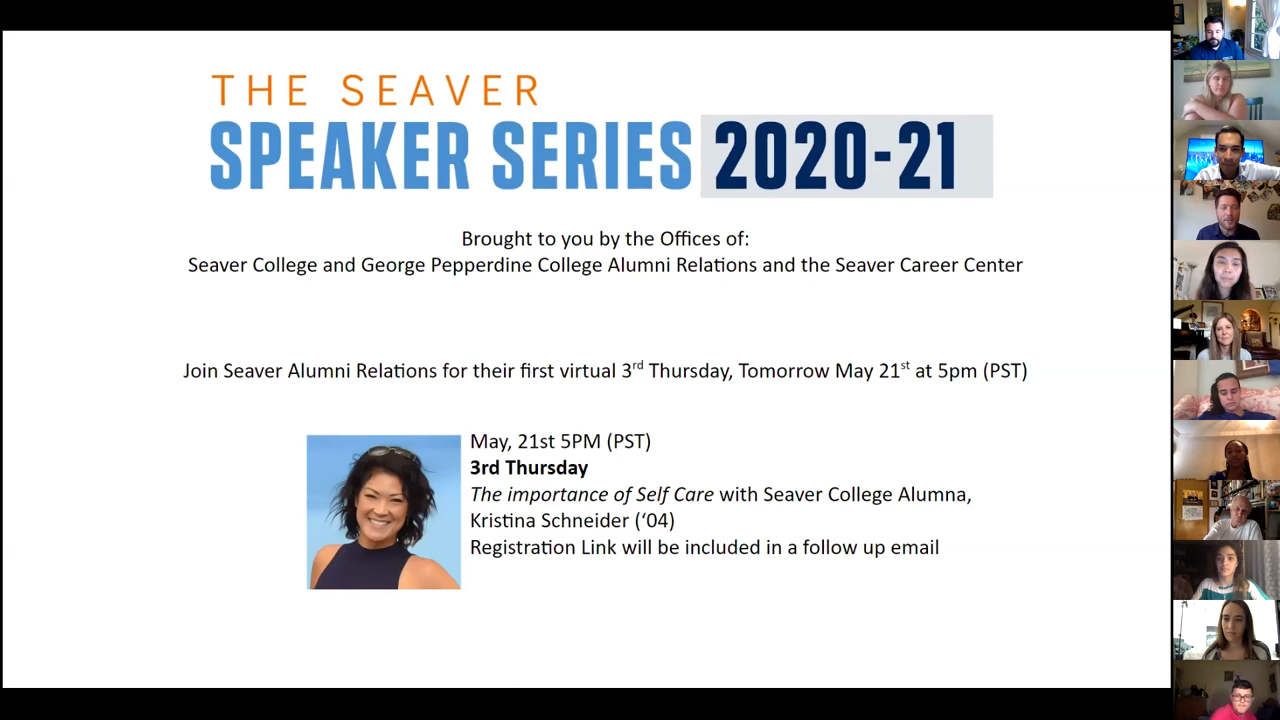 THE SEAVER
SPEAKER SERIES 2020-21
Brought to you by the Offices of:
Seaver College and George Pepperdine College Alumni Relations and the Seaver Career Center
Join Seaver Alumni Relations for their first virtual 3rd Thursday, Tomorrow May 21st at 5pm (PST)
May, 21st 5PM (PST)
3rd Thursday
The importance of Self Care with Seaver College Alumna,
Kristina Schneider (‘04)
Registration Link will be included in a follow up email